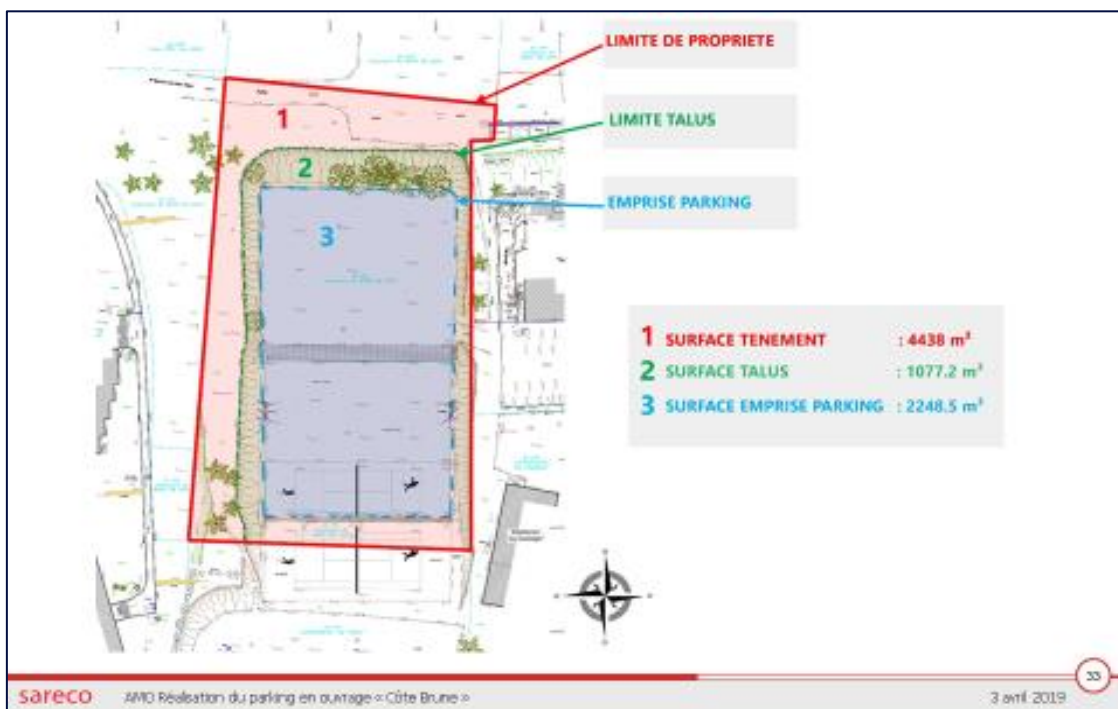 LIMITE DE PROPRIETE
LIMITE TALUS
EMPRISE PARKING
1
2
3
1 SURFACE TENEMENT : 4438 m²
2 SURFACE TALUS : 1077.2 m²
3 SURFACE EMPRISE PARKING : 2248.5 m²
33
sareco AMO Réalisation du parking en ouvrage « Côte Brune » 3 avril 2019